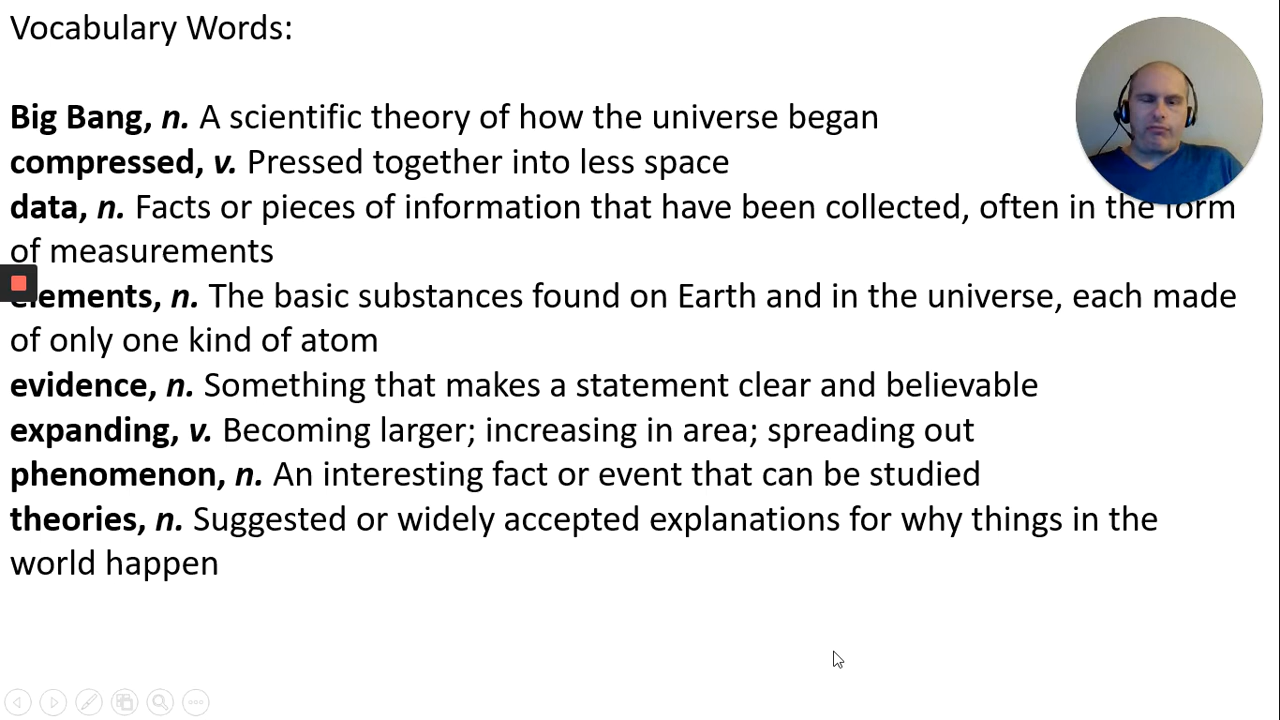 Vocabulary Words:
Big Bang, n. A scientific theory of how the universe began
compressed, v. Pressed together into less space
data, n. Facts or pieces of information that have been collected, often in the form
of measurements
elements, n. The basic substances found on Earth and in the universe, each made
of only one kind of atom
evidence, n. Something that makes a statement clear and believable
expanding, v. Becoming larger; increasing in area; spreading out
phenomenon, n. An interesting fact or event that can be studied
theories, n. Suggested or widely accepted explanations for why things in the
world happen